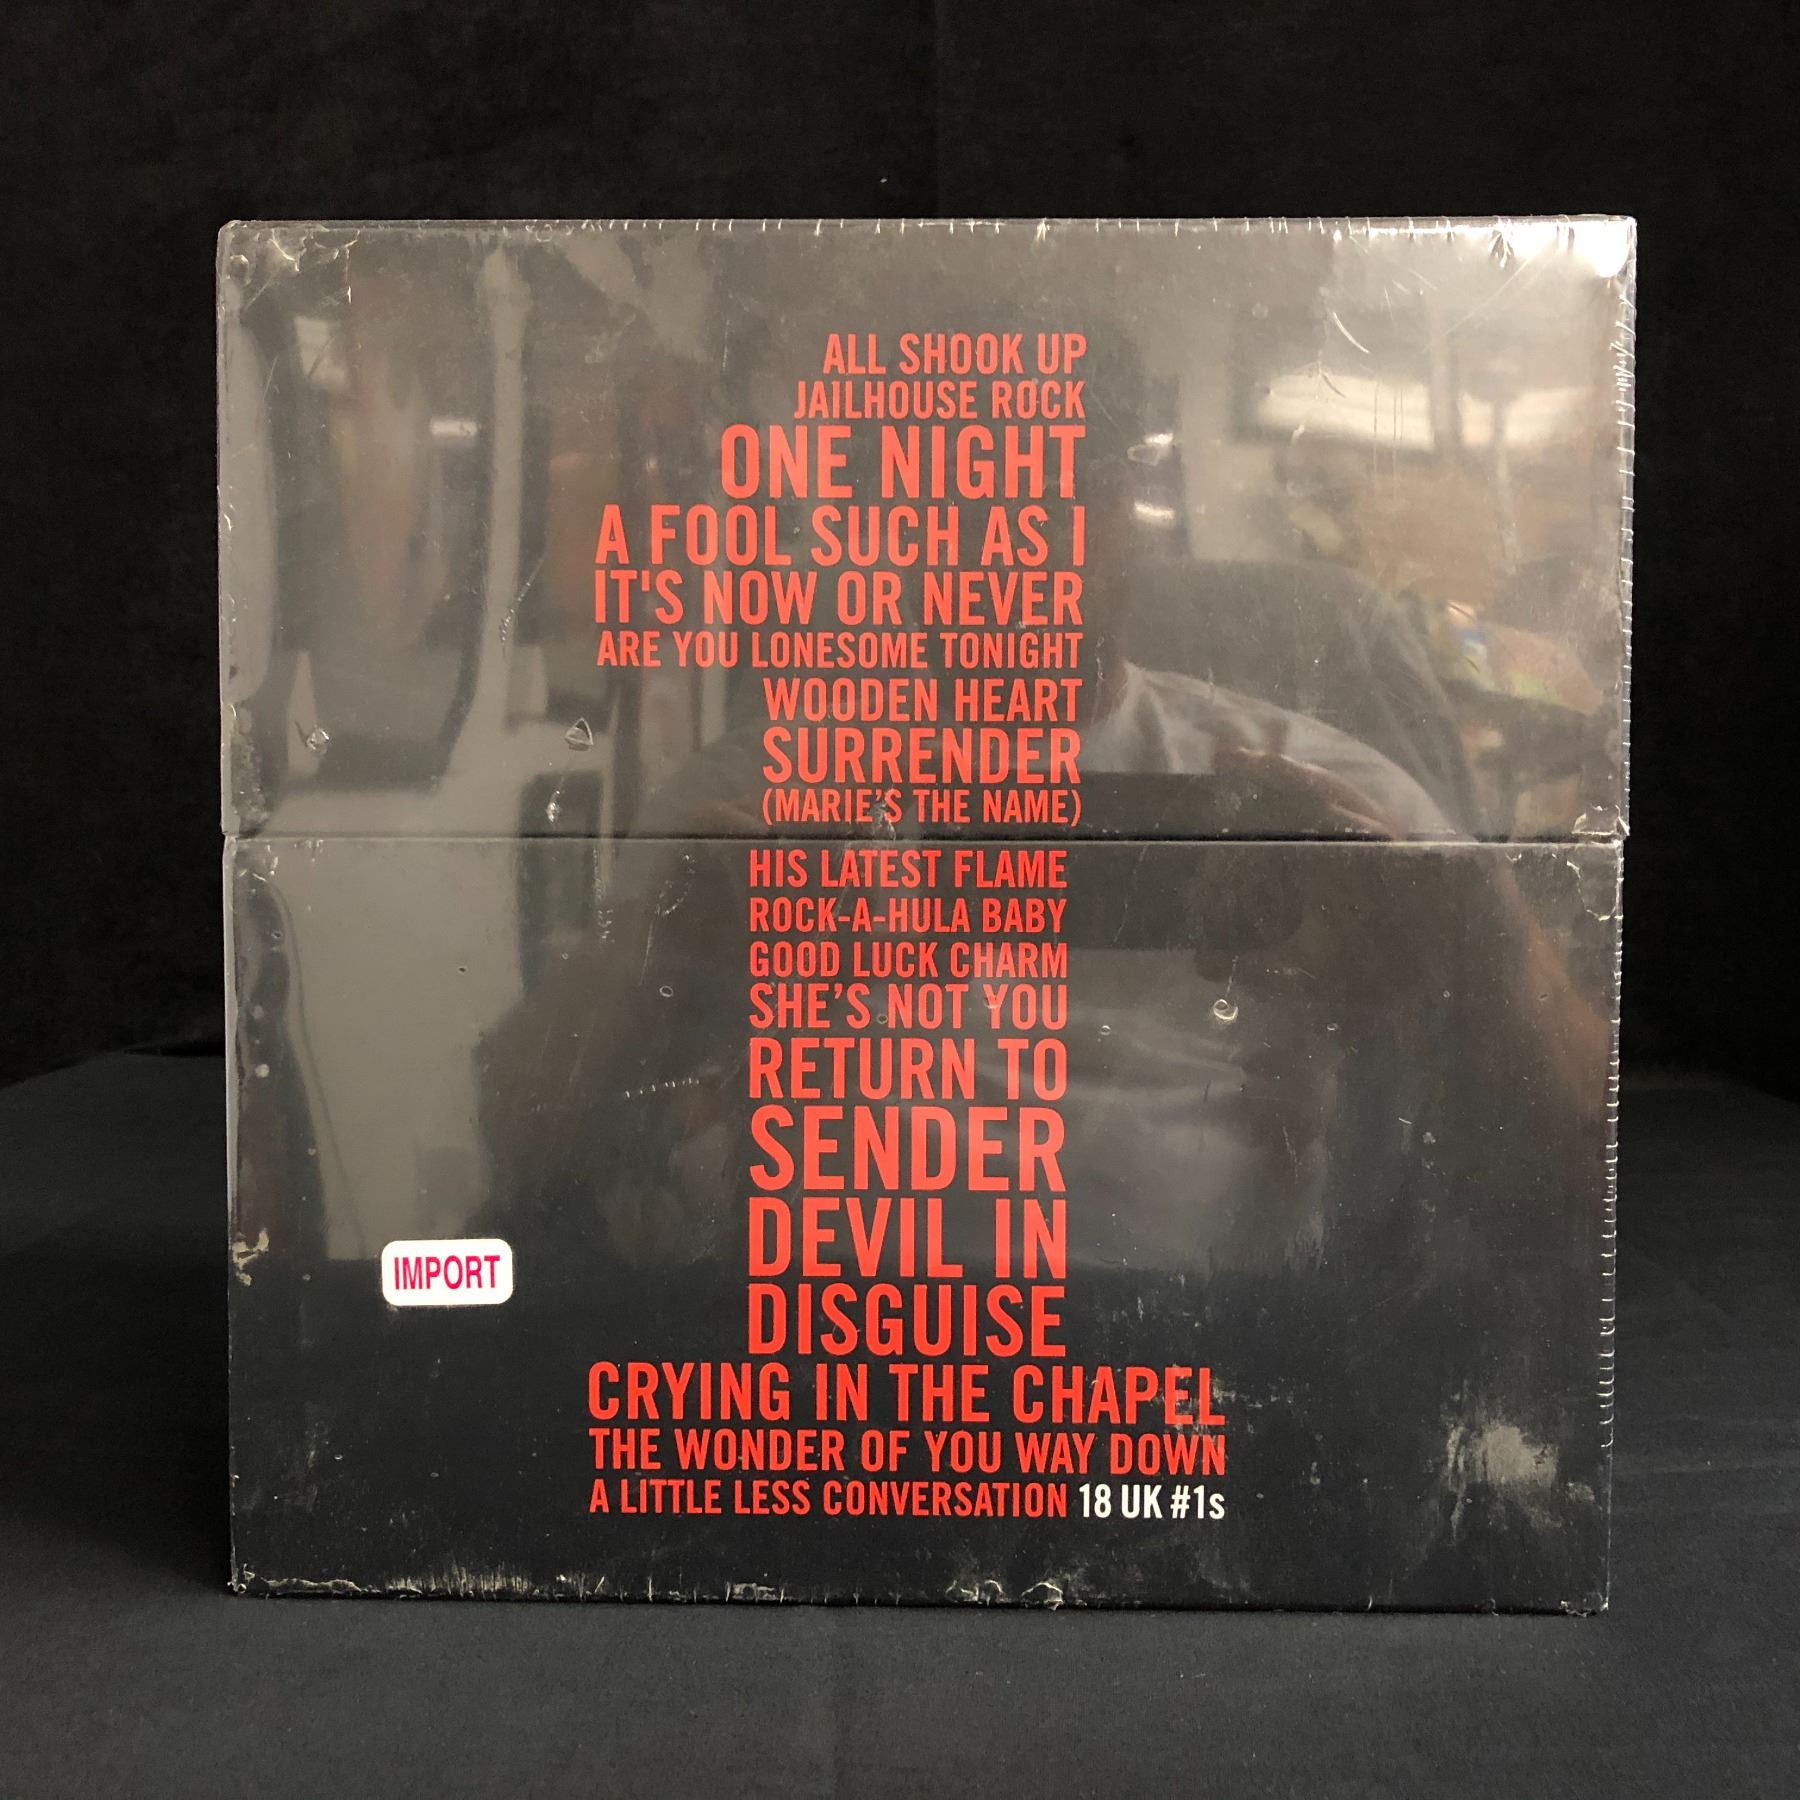 ALL SHOOK UP
JAILHOUSE ROCK
ONE NIGHT
A FOOL SUCH AS I
IT'S NOW OR NEVER
ARE YOU LONESOME TONIGHT
WOODEN HEART
SURRENDER
(MARIE'S THE NAME)
HIS LATEST FLAME
ROCK-A-HULA BABY
GOOD LUCK CHARM
SHE'S NOT YOU
RETURN TO
SENDER
DEVIL IN
DISGUISE
CRYING IN THE CHAPEL
THE WONDER OF YOU WAY DOWN
A LITTLE LESS CONVERSATION 18 UK #1s
IMPORT